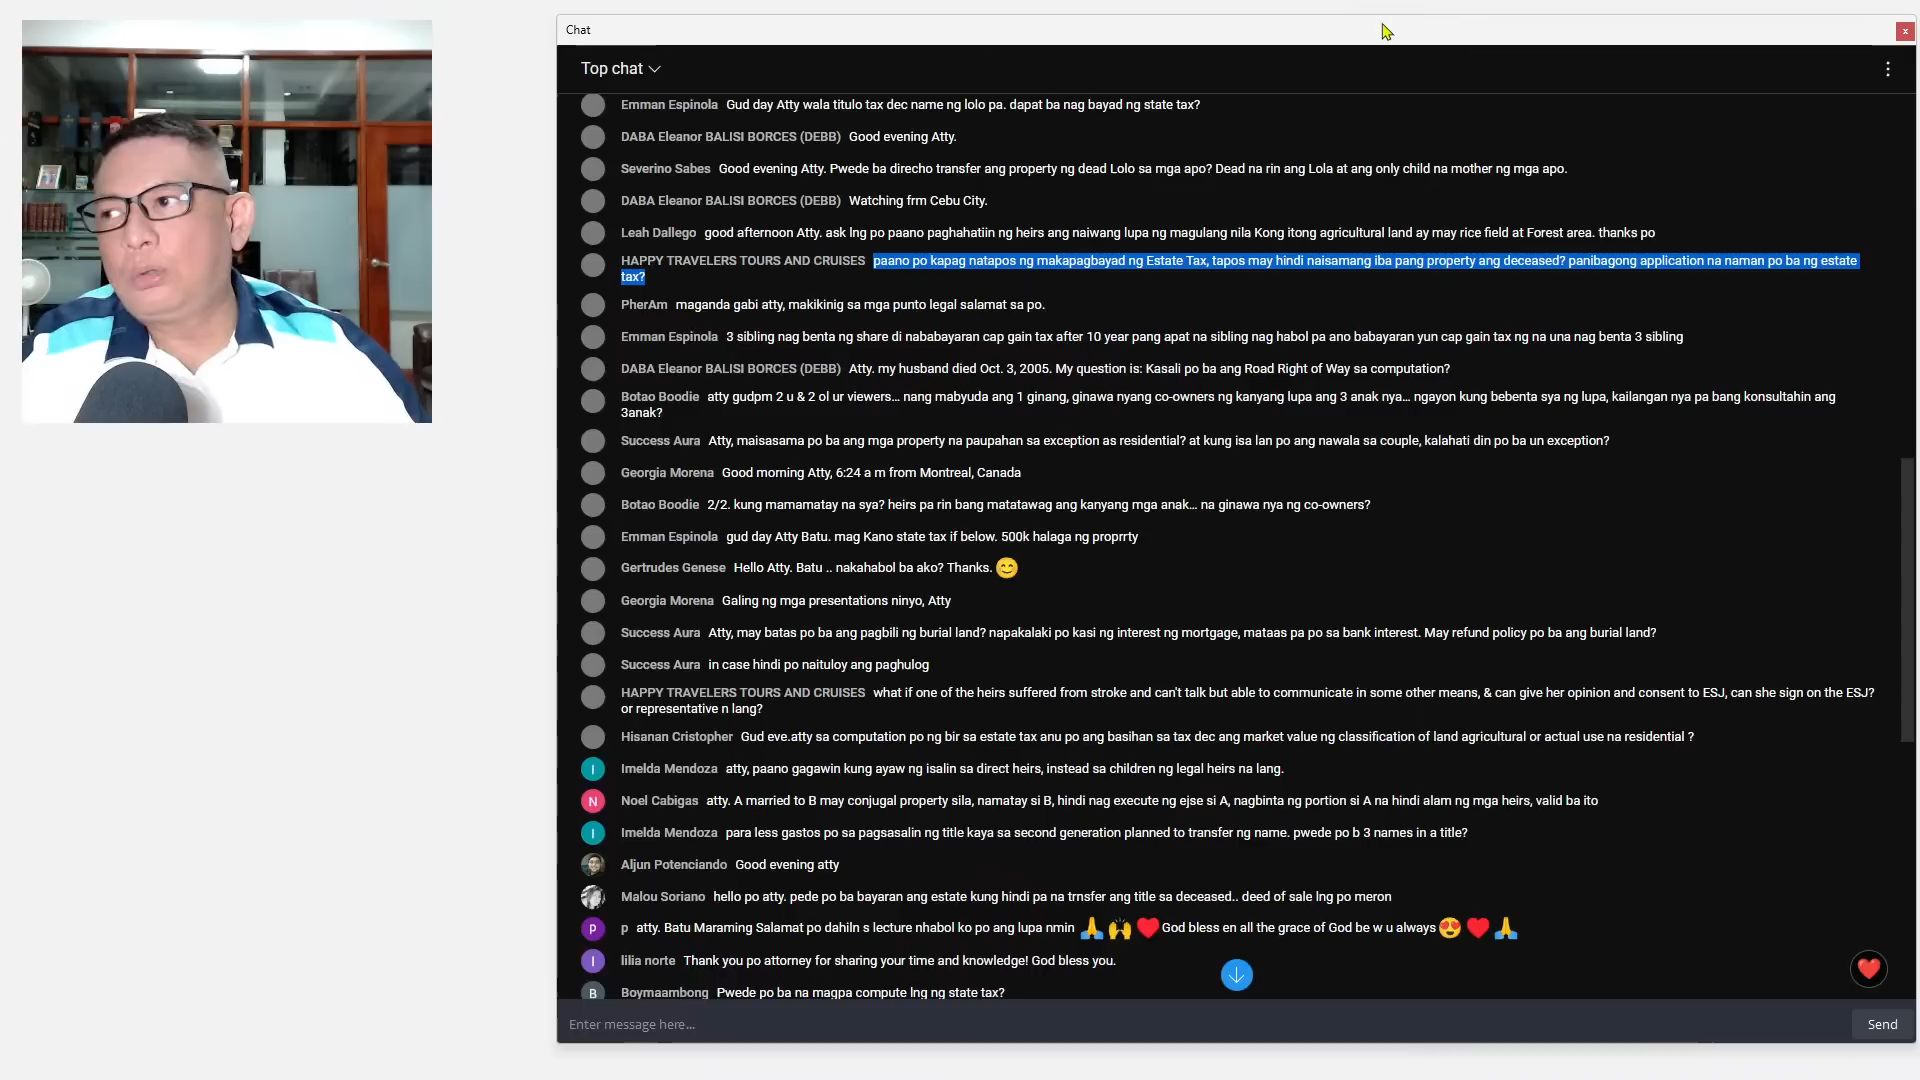 Chat
x
Top chat
Emman Espinola Gud day Atty wala titulo tax dec name ng lolo pa. dapat ba nag bayad ng state tax?
DABA Eleanor BALISI BORCES (DEBB) Good evening Atty.
Severino Sabes Good evening Atty. Pwede ba direcho transfer ang property ng dead Lolo sa mga apo? Dead na rin ang Lola at ang only child na mother ng mga apo.
DABA Eleanor BALISI BORCES (DEBB) Watching frm Cebu City.
Leah Dallego good afternoon Atty. ask lng po paano paghahatiin ng heirs ang naiwang lupa ng magulang nila Kong itong agricultural land ay may rice field at Forest area. thanks po
HAPPY TRAVELERS TOURS AND CRUISES paano po kapag natapos ng makapagbayad ng Estate Tax, tapos may hindi naisamang iba pang property ang deceased? panibagong application na naman po ba ng estate
tax?
PherAm maganda gabi atty, makikinig sa mga punto legal salamat sa po.
Emman Espinola 3 sibling nag benta ng share di nababayaran cap gain tax after 10 year pang apat na sibling nag habol pa ano babayaran yun cap gain tax ng na una nag benta 3 sibling
DABA Eleanor BALISI BORCES (DEBB) Atty. my husband died Oct. 3, 2005. My question is: Kasali po ba ang Road Right of Way sa computation?
Botao Boodie atty gudpm 2 u & 2 ol ur viewers... nang mabyuda ang 1 ginang, ginawa nyang co-owners ng kanyang lupa ang 3 anak nya... ngayon kung bebenta sya ng lupa, kailangan nya pa bang konsultahin ang
3anak?
Success Aura Atty, maisasama po ba ang mga property na paupahan sa exception as residential? at kung isa lan po ang nawala sa couple, kalahati din po ba un exception?
Georgia Morena Good morning Atty, 6:24 a m from Montreal, Canada
Botao Boodie 2/2. kung mamamatay na sya? heirs pa rin bang matatawag ang kanyang mga anak... na ginawa nya ng co-owners?
Emman Espinola gud day Atty Batu. mag Kano state tax if below. 500k halaga ng proprrty
Gertrudes Genese Hello Atty. Batu .. nakahabol ba ako? Thanks. 😊
Georgia Morena Galing ng mga presentations ninyo, Atty
Success Aura Atty, may batas po ba ang pagbili ng burial land? napakalaki po kasi ng interest ng mortgage, mataas pa po sa bank interest. May refund policy po ba ang burial land?
Success Aura in case hindi po naituloy ang paghulog
HAPPY TRAVELERS TOURS AND CRUISES what if one of the heirs suffered from stroke and can't talk but able to communicate in some other means, & can give her opinion and consent to ESJ, can she sign on the ESJ?
or representative n lang?
Hisanan Cristopher Gud eve.atty sa computation po ng bir sa estate tax anu po ang basihan sa tax dec ang market value ng classification of land agricultural or actual use na residential ?
I Imelda Mendoza atty, paano gagawin kung ayaw ng isalin sa direct heirs, instead sa children ng legal heirs na lang.
N Noel Cabigas atty. A married to B may conjugal property sila, namatay si B, hindi nag execute ng ejse si A, nagbinta ng portion si A na hindi alam ng mga heirs, valid ba ito
I Imelda Mendoza para less gastos po sa pagsasalin ng title kaya sa second generation planned to transfer ng name. pwede po b 3 names in a title?
Aljun Potenciando Good evening atty
Malou Soriano hello po atty. pede po ba bayaran ang estate kung hindi pa na trnsfer ang title sa deceased.. deed of sale lng po meron
p p atty. Batu Maraming Salamat po dahiln s lecture nhabol ko po ang lupa nmin 🙏 🙌 ❤️ God bless en all the grace of God be w u always 😍 ❤️ 🙏
l lilia norte Thank you po attorney for sharing your time and knowledge! God bless you.
B Boymaambong Pwede po ba na magpa compute lng ng state tax?
Enter message here...
Send